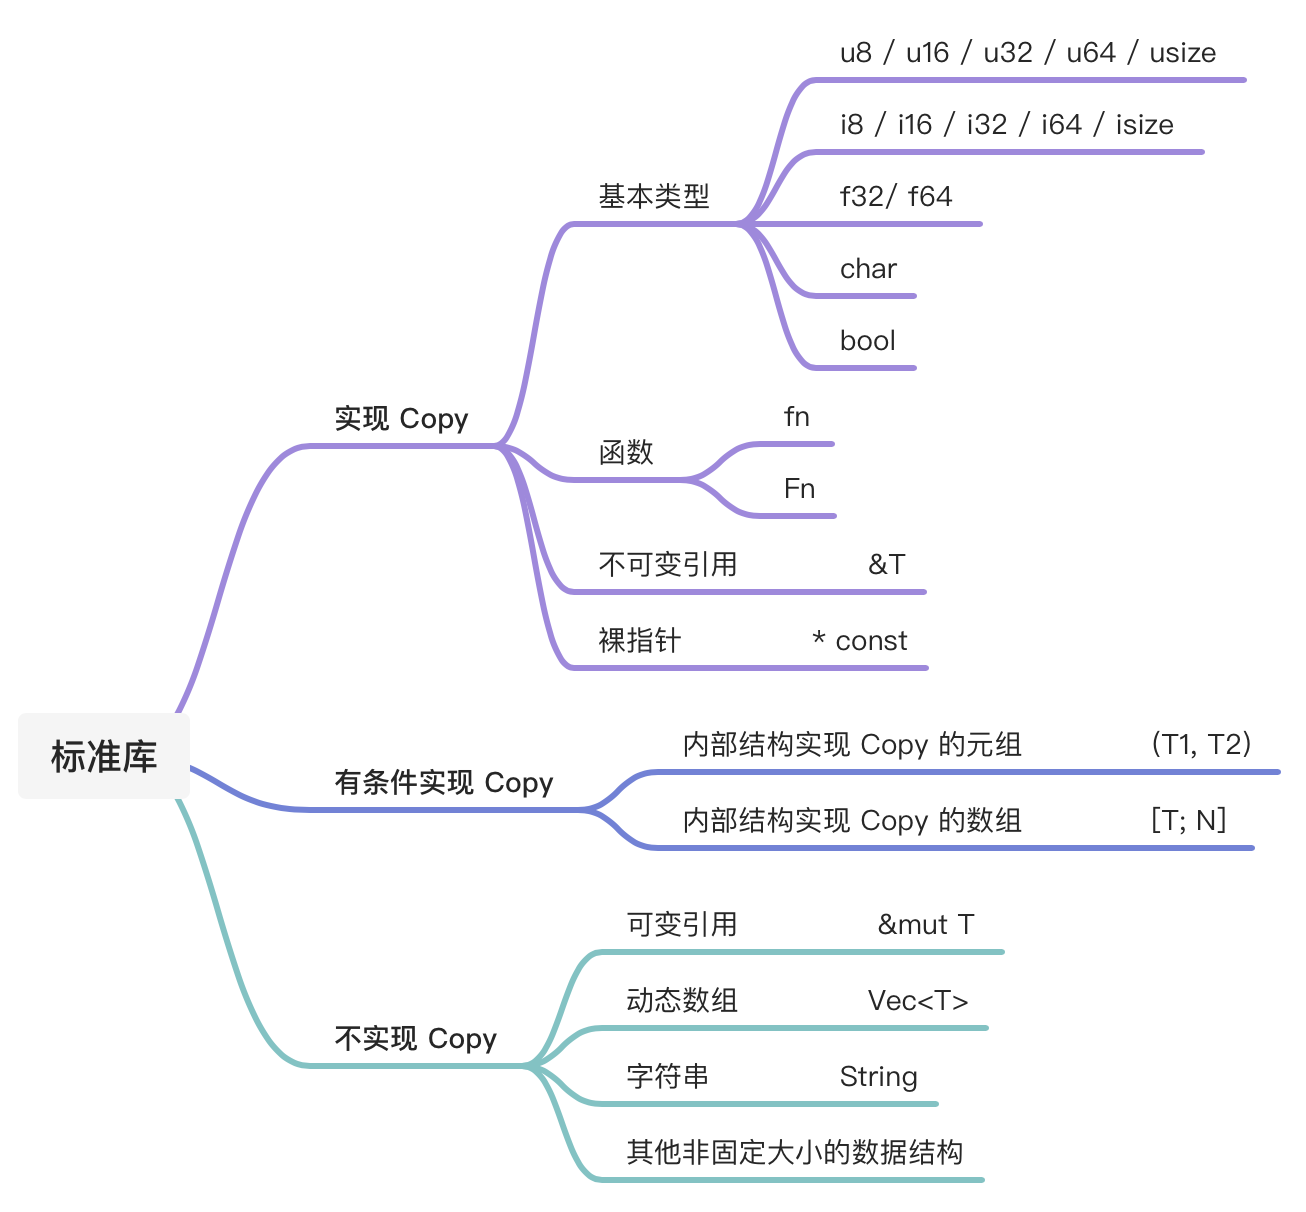 标准库
实现 Copy
基本类型
u8 / u16 / u32 / u64 / usize
i8 / i16 / i32 / i64 / isize
f32/ f64
char
bool
函数
fn
Fn
不可变引用 &T
裸指针 * const
有条件实现 Copy
内部结构实现 Copy 的元组 (T1, T2)
内部结构实现 Copy 的数组 [T; N]
不实现 Copy
可变引用 &mut T
动态数组 Vec<T>
字符串 String
其他非固定大小的数据结构